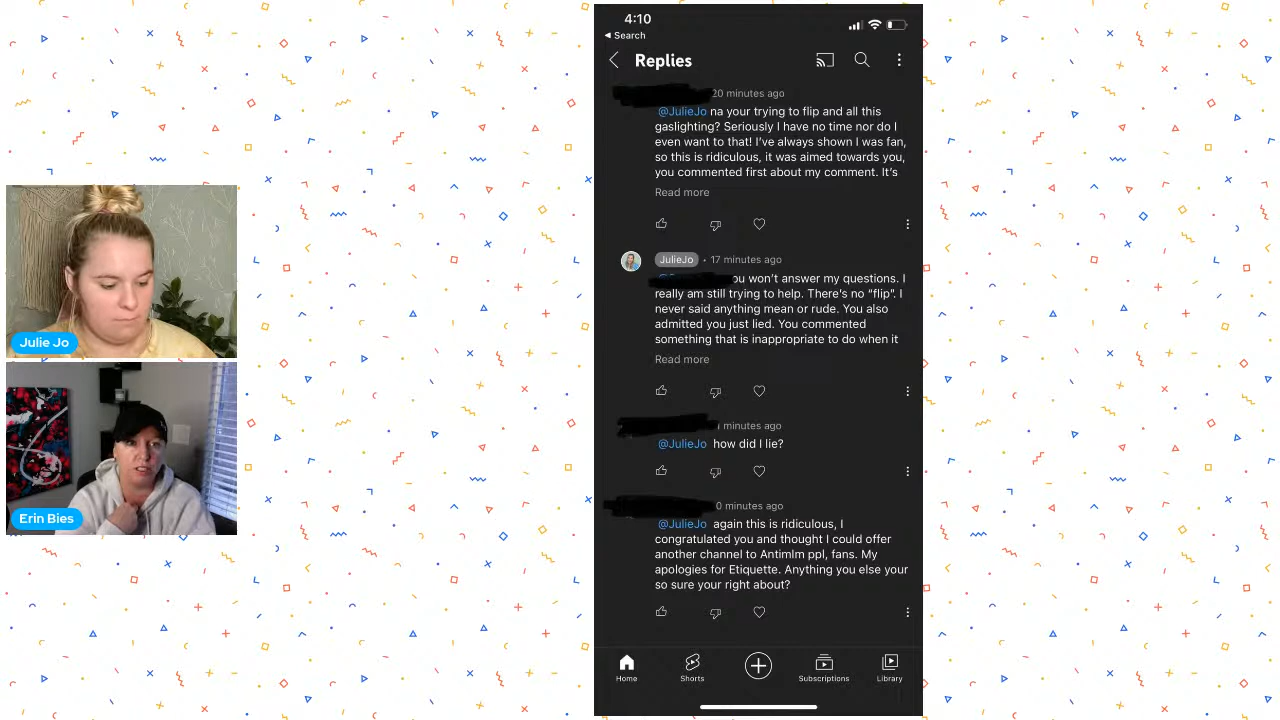 4:10
Search
Replies
20 minutes ago
@JulieJo na your trying to flip and all this
gaslighting? Seriously I have no time nor do I
even want to that! I've always shown I was fan,
so this is ridiculous, it was aimed towards you,
you commented first about my comment. It's
Read more
JulieJo • 17 minutes ago
ou won't answer my questions. I
really am still trying to help. There's no "flip". I
never said anything mean or rude. You also
admitted you just lied. You commented
something that is inappropriate to do when it
Read more
minutes ago
@JulieJo how did I lie?
0 minutes ago
@JulieJo again this is ridiculous, I
congratulated you and thought I could offer
another channel to Antimlm ppl, fans. My
apologies for Etiquette. Anything you else your
so sure your right about?
Home
Shorts
Subscriptions
Library
Julie Jo
Erin Bies